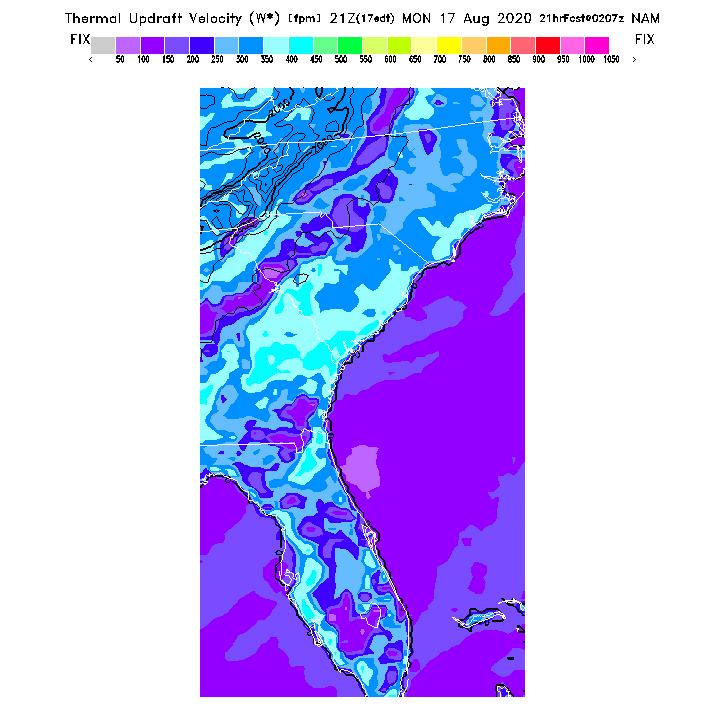 Thermal Updraft Velocity (W*) [fpm] 21Z(17edt) MON 17 Aug 2020 21hrFcst@0207z NAM
FIX FIX
< 50 100 150 200 250 300 350 400 450 500 550 600 650 700 750 800 850 900 950 1000 1050 >